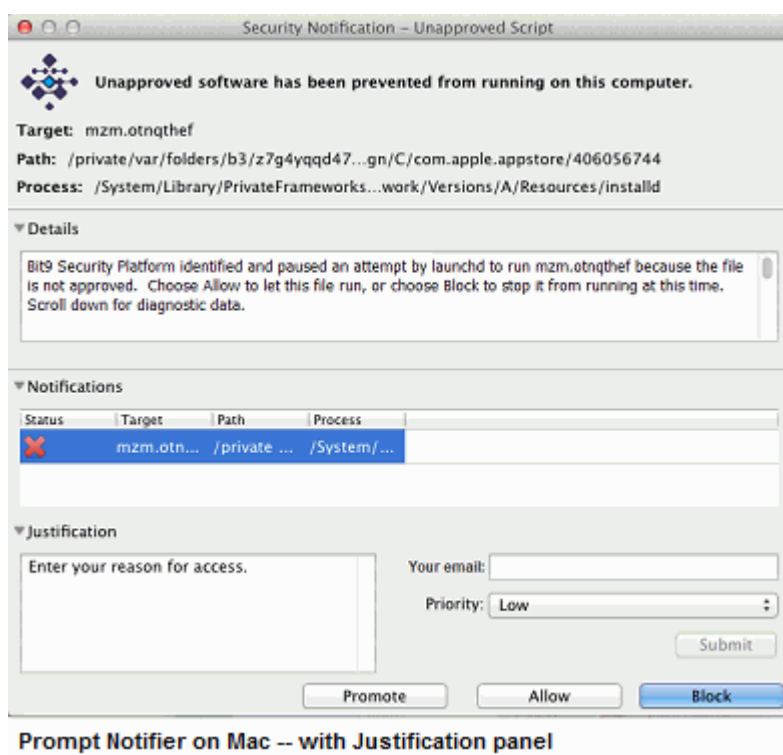 Security Notification – Unapproved Script
Unapproved software has been prevented from running on this computer.
Target: mzm.otnqthef
Path: /private/var/folders/b3/z7g4yqqd47...gn/C/com.apple.appstore/406056744
Process: /System/Library/PrivateFrameworks...work/Versions/A/Resources/installd
Details
Bit9 Security Platform identified and paused an attempt by launchd to run mzm.otnqthef because the file
is not approved. Choose Allow to let this file run, or choose Block to stop it from running at this time.
Scroll down for diagnostic data.
Notifications
Status Target Path Process
mzm.otn... /private ... /System/...
Justification
Enter your reason for access.
Your email:
Priority: Low
Submit
Promote Allow Block
Prompt Notifier on Mac -- with Justification panel